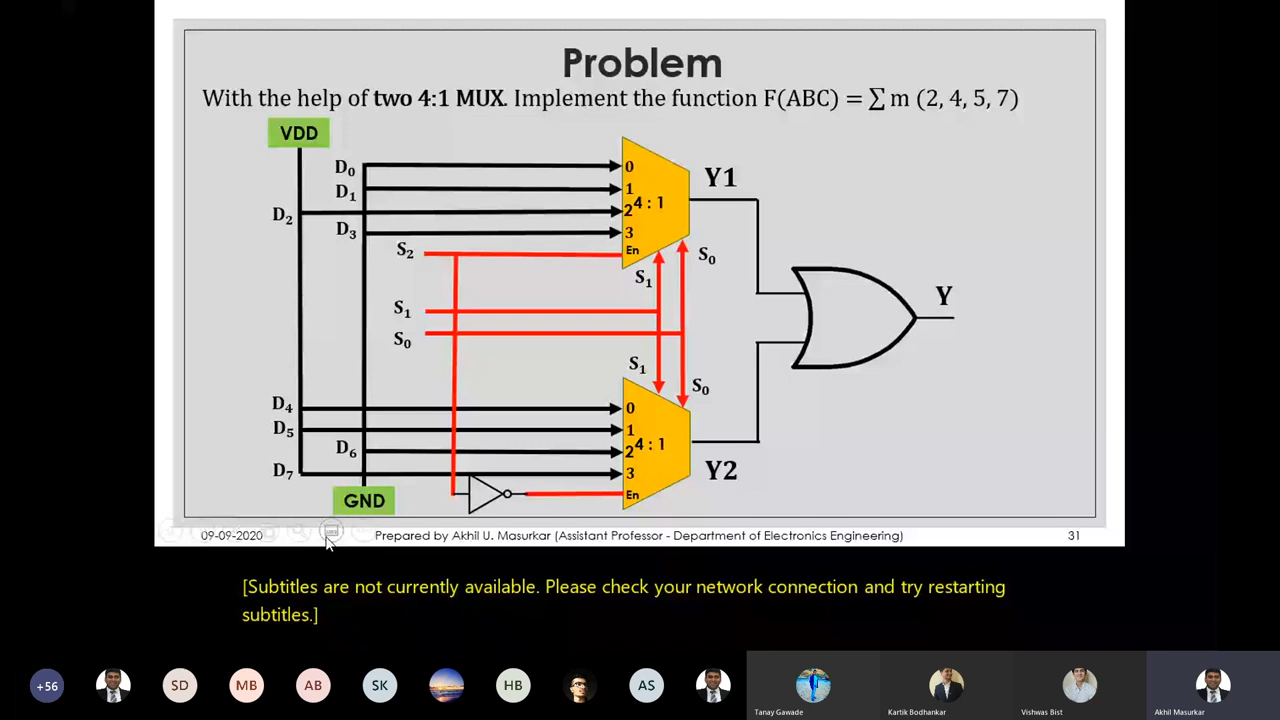 Problem
With the help of two 4:1 MUX. Implement the function F(ABC) = ∑ m (2, 4, 5, 7)
VDD
D₀
0
Y1
D₁
1
4 : 1
D₂
2
D₃
3
S₂
En
S₀
S₁
S₁
Y
S₀
S₁
S₀
D₄
0
D₅
1
4 : 1
D₆
2
Y2
D₇
3
En
GND
09-09-2020
Prepared by Akhil U. Masurkar (Assistant Professor - Department of Electronics Engineering)
31
[Subtitles are not currently available. Please check your network connection and try restarting
subtitles.]
+56
SD
MB
AB
SK
HB
AS
Tanay Gawade
Kartik Bodhankar
Vishwas Bist
Akhil Masurkar